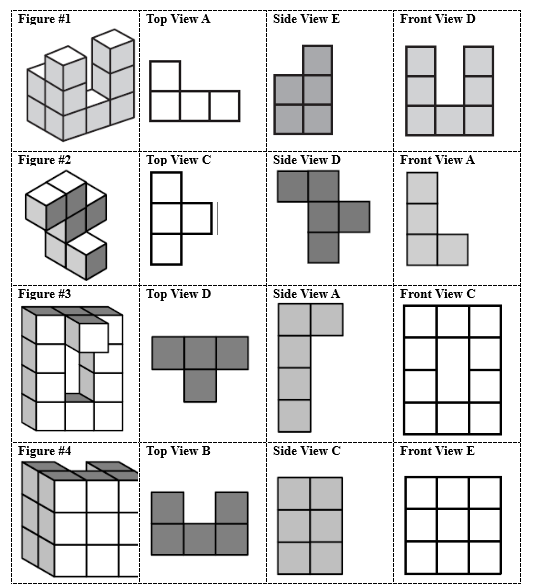 Figure #1 Top View A Side View E Front View D
Figure #2 Top View C Side View D Front View A
Figure #3 Top View D Side View A Front View C
Figure #4 Top View B Side View C Front View E